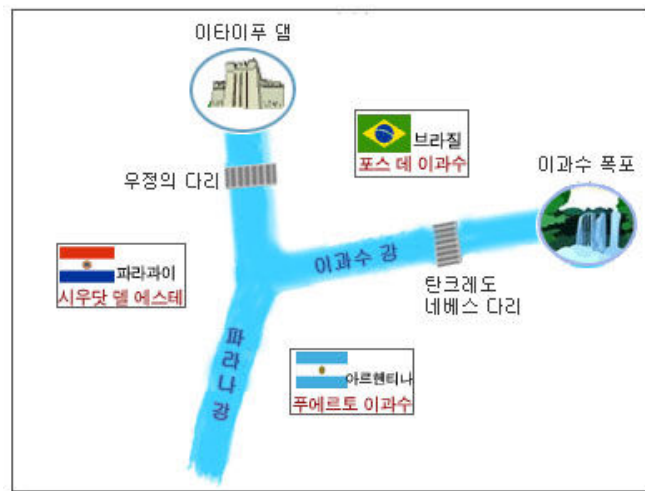 이타이푸 댐
브라질
포스 데 이과수
우정의 다리
이과수 폭포
이과수 강
파라과이
시우닷 델 에스테
탄크레도
네베스 다리
파라나 강
아르헨티나
푸에르토 이과수